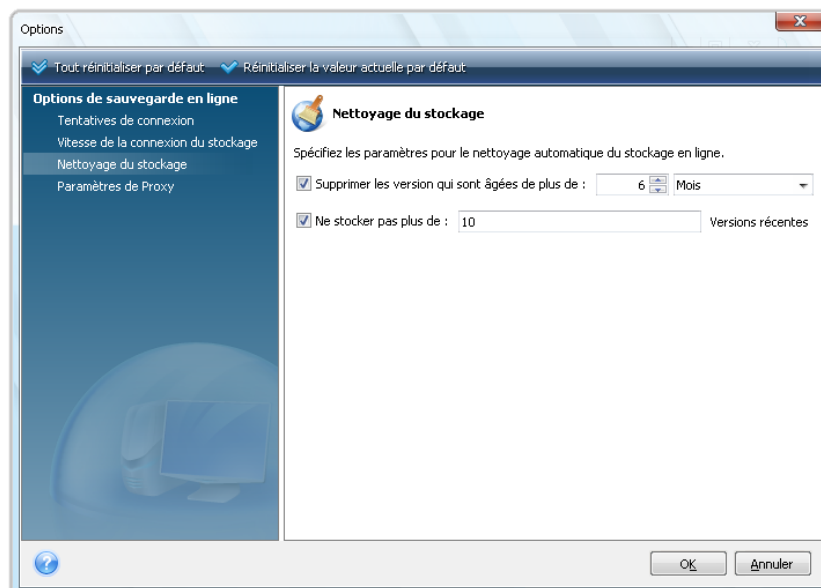 Options
Tout réinitialiser par défaut Réinitialiser la valeur actuelle par défaut
Options de sauvegarde en ligne
Tentatives de connexion
Vitesse de la connexion du stockage
Nettoyage du stockage
Paramètres de Proxy
Nettoyage du stockage
Spécifiez les paramètres pour le nettoyage automatique du stockage en ligne.
Supprimer les version qui sont âgées de plus de : 6 Mois
Ne stocker pas plus de : 10 Versions récentes
OK Annuler